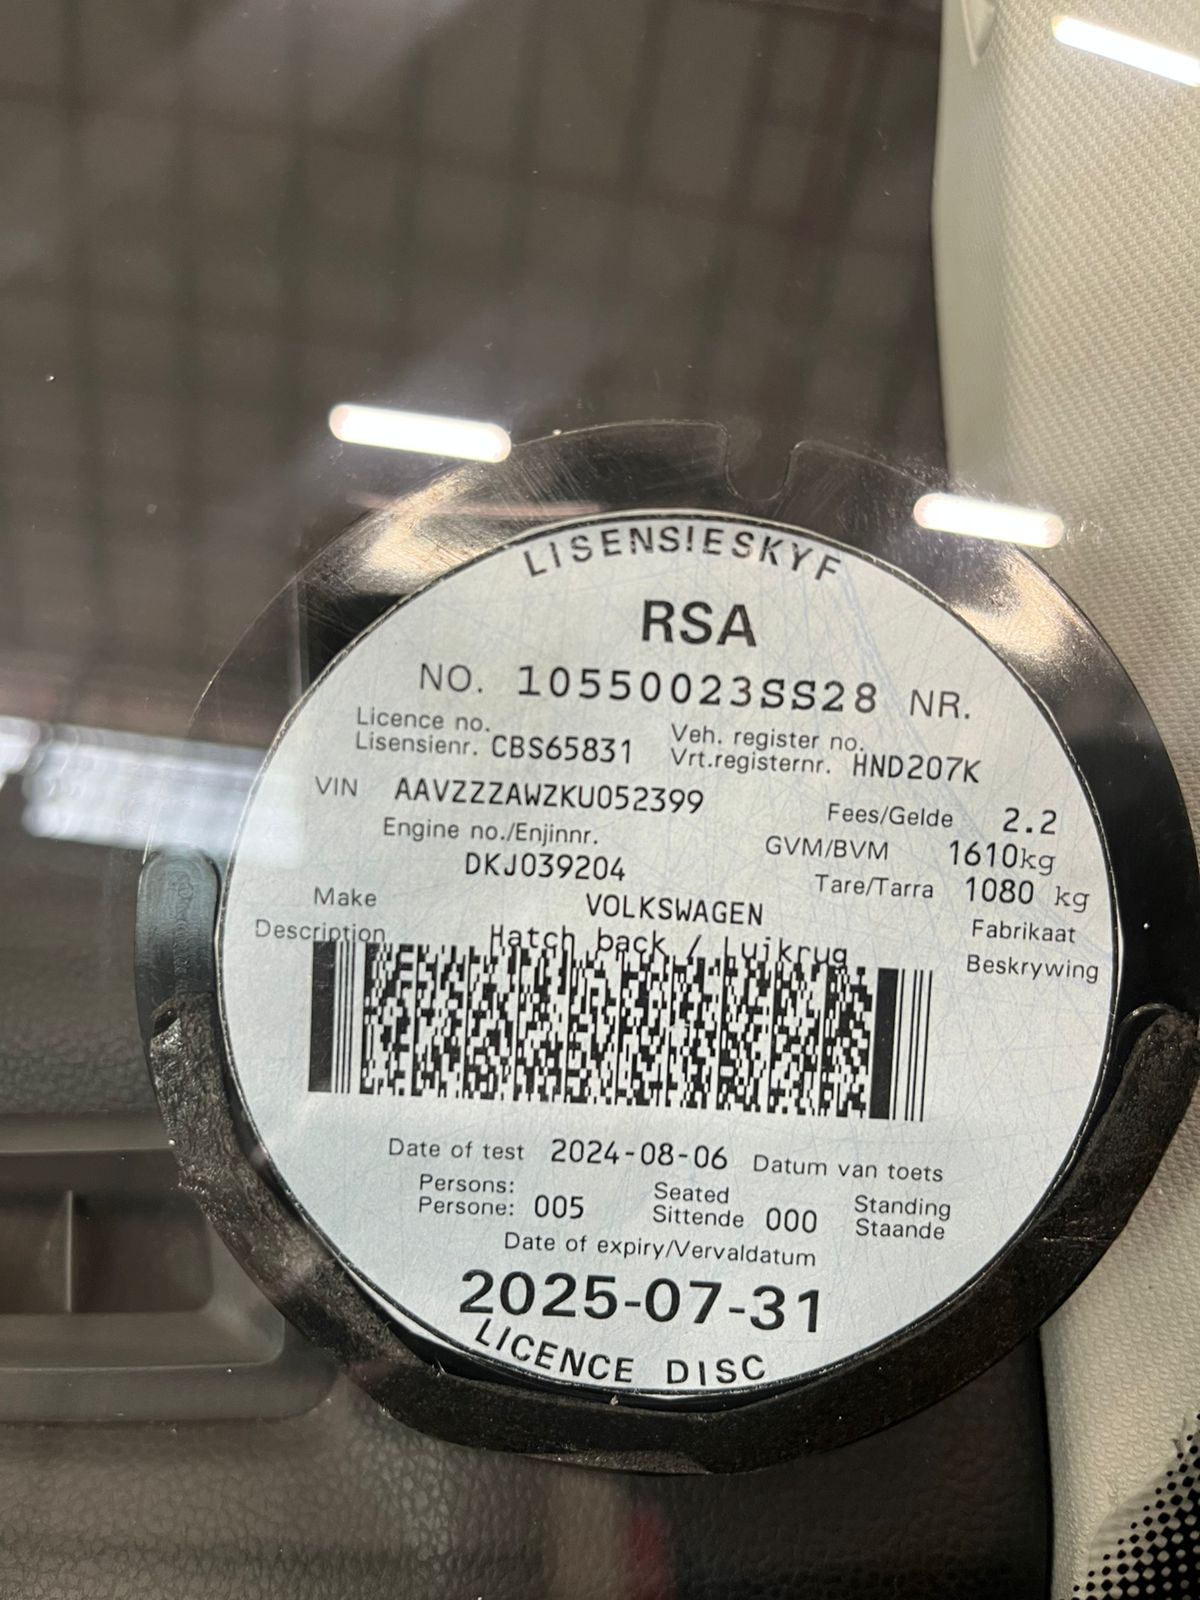 LISENSIESKYF
RSA
NO. 10550023SS28 NR.
Licence no.
Lisensienr. CBS65831
Veh. register no.
Vrt.registernr. HND207K
VIN AAVZZZAWZKU052399
Fees/Gelde 2.2
Engine no./Enjinnr.
DKJ039204
GVM/BVM 1610kg
Tare/Tarra 1080 kg
Make VOLKSWAGEN Fabrikaat
Description Hatch back / Luikrug Beskrywing
Date of test 2024-08-06 Datum van toets
Persons: Seated Standing
Persone: 005 Sittende 000 Staande
Date of expiry/Vervaldatum
2025-07-31
LICENCE DISC